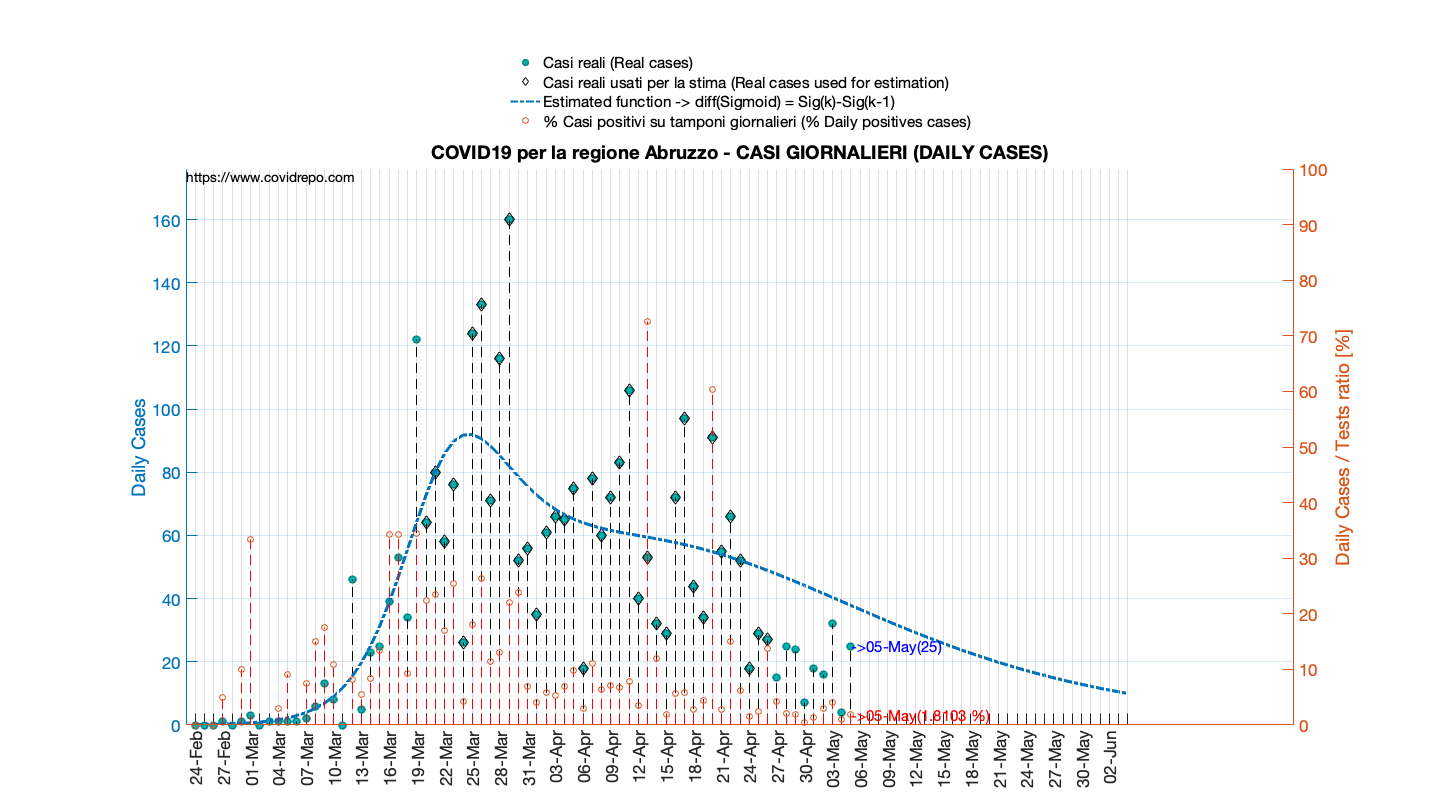 Casi reali (Real cases)
Casi reali usati per la stima (Real cases used for estimation)
Estimated function -> diff(Sigmoid) = Sig(k)-Sig(k-1)
% Casi positivi su tamponi giornalieri (% Daily positives cases)
COVID19 per la regione Abruzzo - CASI GIORNALIERI (DAILY CASES)
https://www.covidrepo.com
Daily Cases
160
140
120
100
80
60
40
20
0
100
90
80
70
60
50
40
30
20
10
0
Daily Cases / Tests ratio [%]
->05-May(25)
->05-May(1.8103 %)
24-Feb
27-Feb
01-Mar
04-Mar
07-Mar
10-Mar
13-Mar
16-Mar
19-Mar
22-Mar
25-Mar
28-Mar
31-Mar
03-Apr
06-Apr
09-Apr
12-Apr
15-Apr
18-Apr
21-Apr
24-Apr
27-Apr
30-Apr
03-May
06-May
09-May
12-May
15-May
18-May
21-May
24-May
27-May
30-May
02-Jun